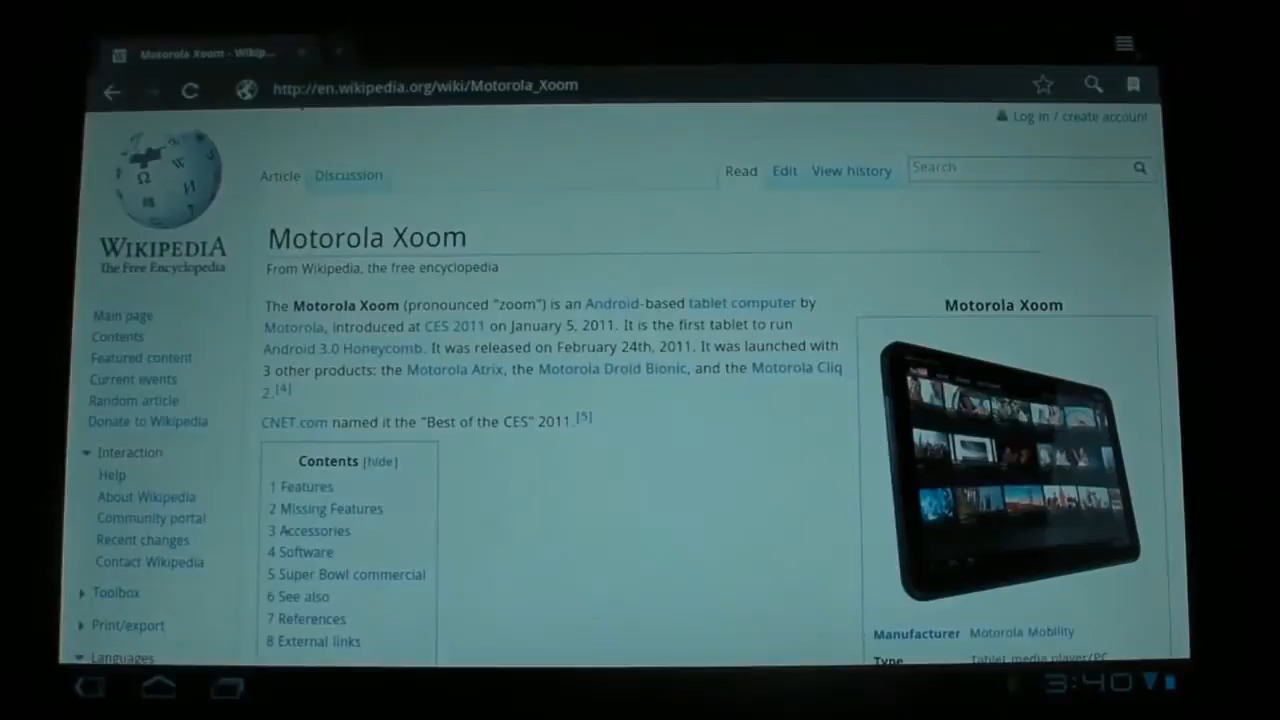 Motorola Xoom - Wikip...
http://en.wikipedia.org/wiki/Motorola_Xoom
Log in / create account
Article Discussion Read Edit View history Search
WIKIPEDIA
The Free Encyclopedia
Motorola Xoom
From Wikipedia, the free encyclopedia
The Motorola Xoom (pronounced "zoom") is an Android-based tablet computer by
Motorola, introduced at CES 2011 on January 5, 2011. It is the first tablet to run
Android 3.0 Honeycomb. It was released on February 24th, 2011. It was launched with
3 other products: the Motorola Atrix, the Motorola Droid Bionic, and the Motorola Cliq
2.[4]
CNET.com named it the "Best of the CES" 2011.[5]
Main page
Contents
Featured content
Current events
Random article
Donate to Wikipedia
Interaction
Help
About Wikipedia
Community portal
Recent changes
Contact Wikipedia
Toolbox
Print/export
Languages
Contents [hide]
1 Features
2 Missing Features
3 Accessories
4 Software
5 Super Bowl commercial
6 See also
7 References
8 External links
Motorola Xoom
Manufacturer Motorola Mobility
Type Tablet media player/PC
3:40